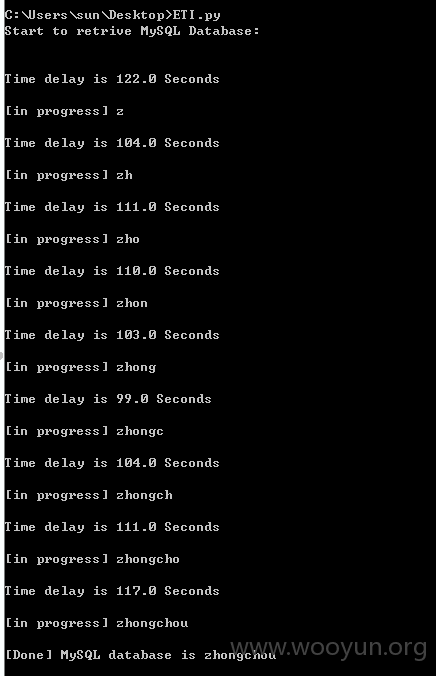 C:\Users\sun\Desktop>ETI.py
Start to retrive MySQL Database:
Time delay is 122.0 Seconds
[in progress] z
Time delay is 104.0 Seconds
[in progress] zh
Time delay is 111.0 Seconds
[in progress] zho
Time delay is 110.0 Seconds
[in progress] zhon
Time delay is 103.0 Seconds
[in progress] zhong
Time delay is 99.0 Seconds
[in progress] zhongc
Time delay is 104.0 Seconds
[in progress] zhongch
Time delay is 111.0 Seconds
[in progress] zhongcho
Time delay is 117.0 Seconds
[in progress] zhongchou
[Done] MySQL database is zhongchou
www.wooyun.org